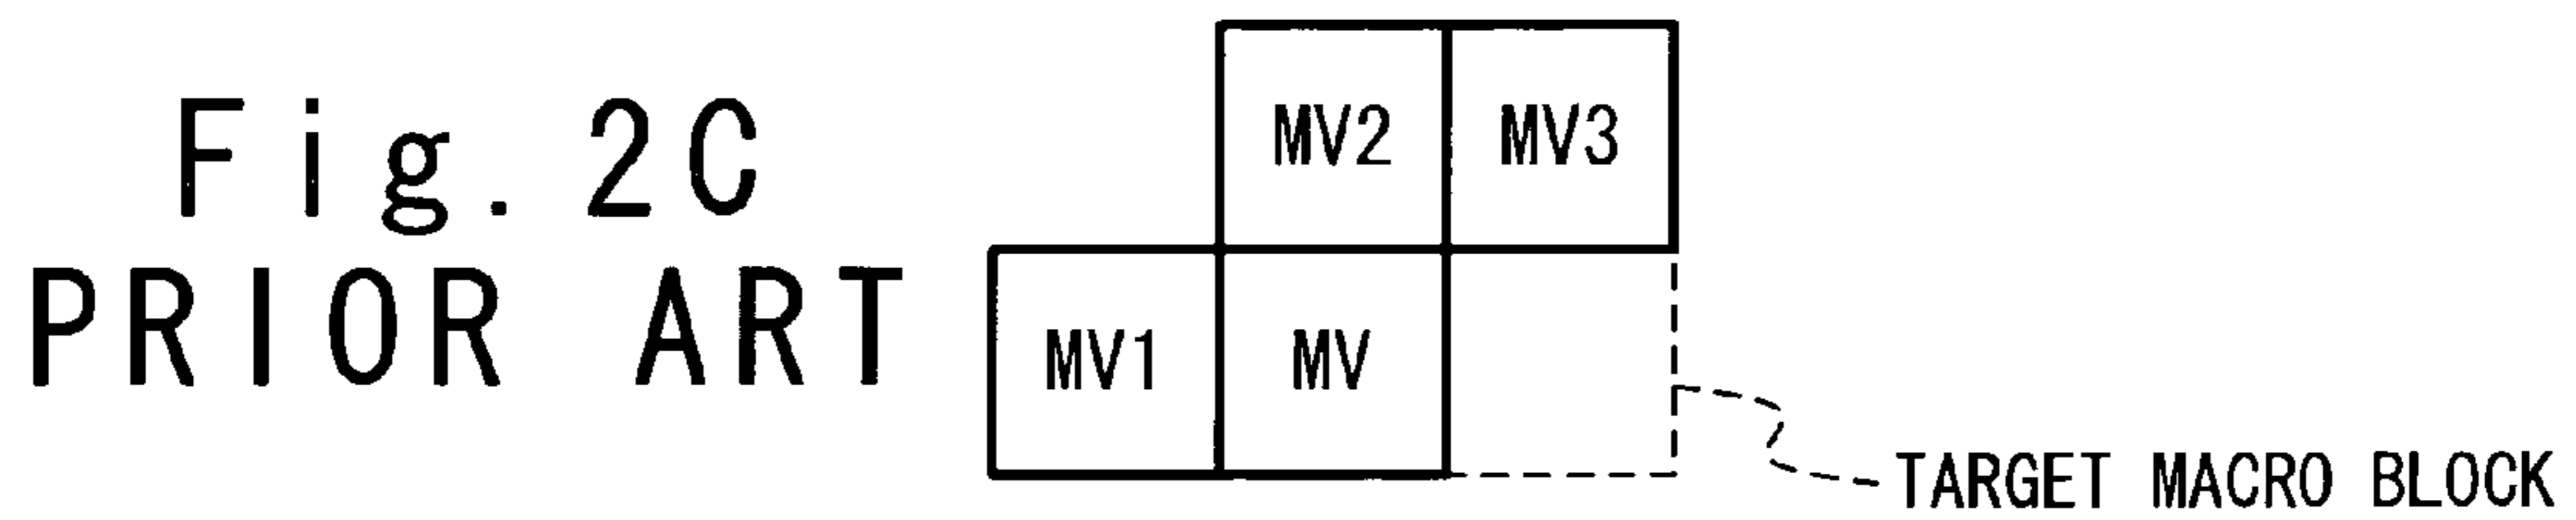 Fig. 2C
PRIOR ART
MV2 MV3
MV1 MV
TARGET MACRO BLOCK